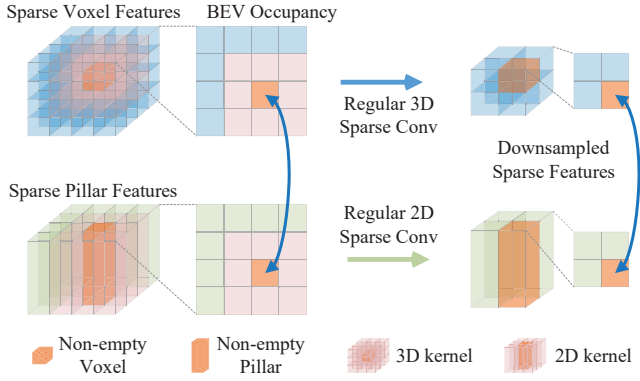 Sparse Voxel Features
BEV Occupancy
Regular 3D
Sparse Conv
Downsampled
Sparse Features
Sparse Pillar Features
Regular 2D
Sparse Conv
Non-empty
Voxel
Non-empty
Pillar
3D kernel
2D kernel